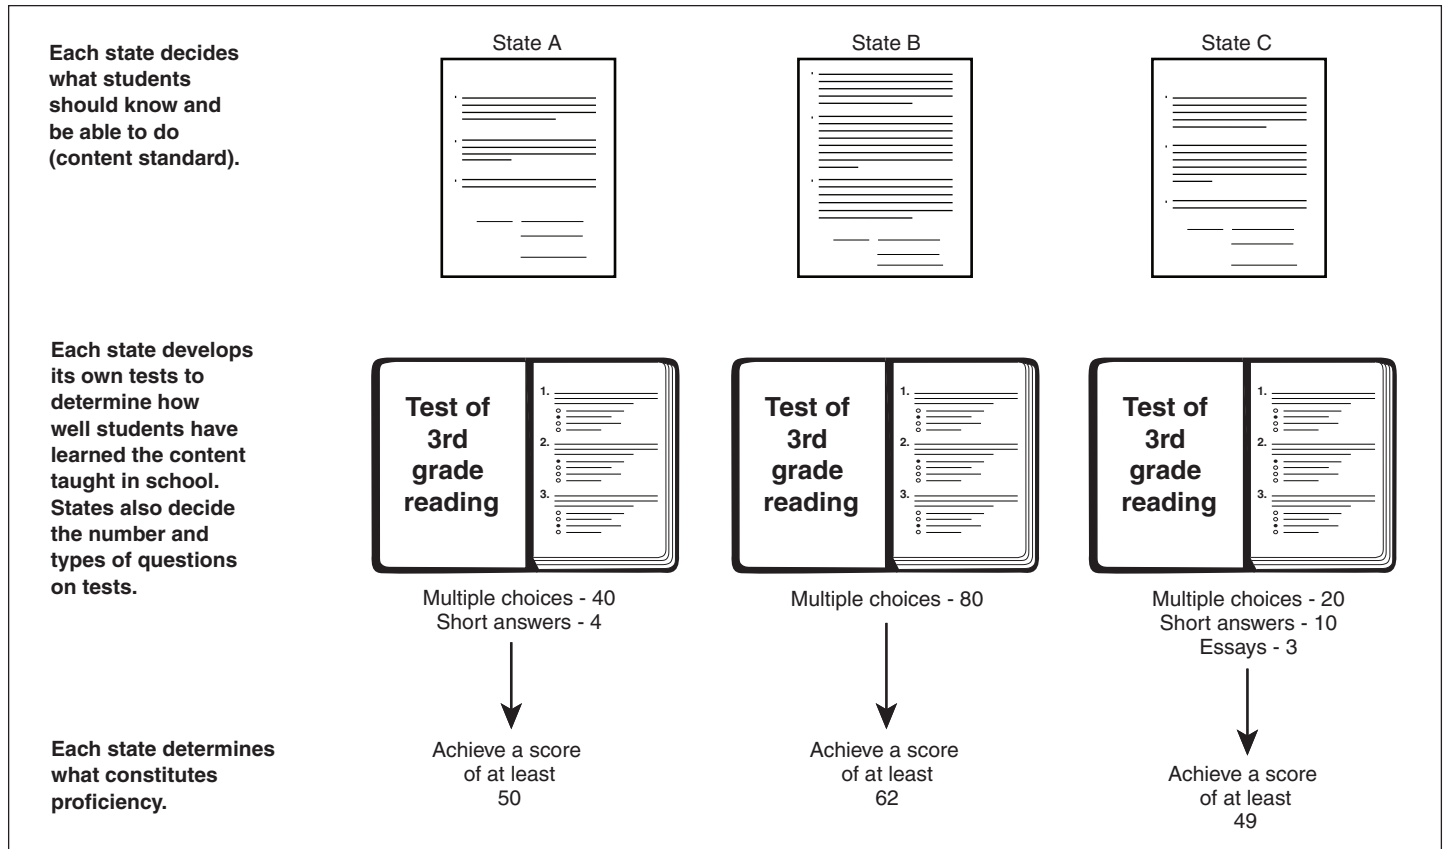 Each state decides
what students
should know and
be able to do
(content standard).
State A
State B
State C
Each state develops
its own tests to
determine how
well students have
learned the content
taught in school.
States also decide
the number and
types of questions
on tests.
Test of
3rd
grade
reading
1.
2.
3.
Multiple choices - 40
Short answers - 4
Test of
3rd
grade
reading
1.
2.
3.
Multiple choices - 80
Test of
3rd
grade
reading
1.
2.
3.
Multiple choices - 20
Short answers - 10
Essays - 3
Each state determines
what constitutes
proficiency.
Achieve a score
of at least
50
Achieve a score
of at least
62
Achieve a score
of at least
49